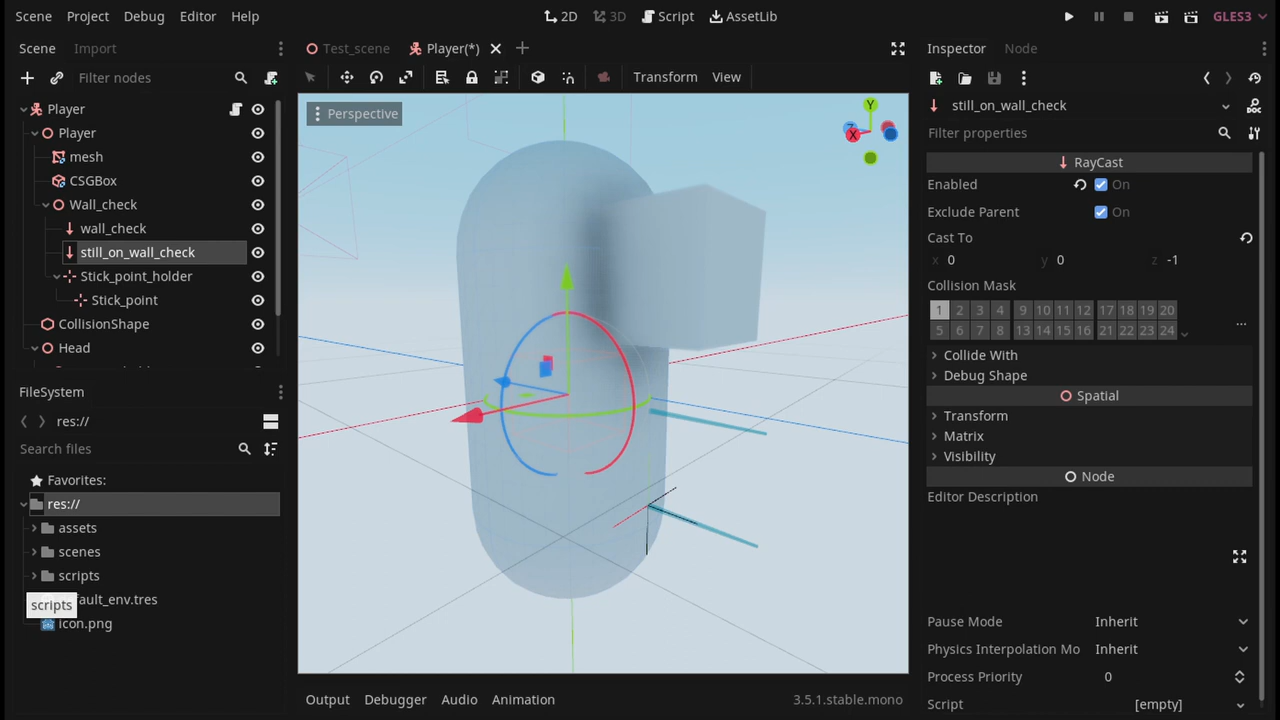 Scene Project Debug Editor Help 2D 3D Script AssetLib GLES3
Scene Import Test_scene Player(*) Inspector Node
Filter nodes Transform View
Player still_on_wall_check
Perspective Y
Z X
Player Filter properties
mesh RayCast
CSGBox Enabled On
Wall_check Exclude Parent On
wall_check Cast To
still_on_wall_check x 0 y 0 z -1
Stick_point_holder Collision Mask
Stick_point 1 2 3 4 9 10 11 12 17 18 19 20
CollisionShape 5 6 7 8 13 14 15 16 21 22 23 24 ...
Head Collide With
Debug Shape
FileSystem Spatial
res:// Transform
Search files Matrix
Visibility
Favorites: Node
res:// Editor Description
assets
scenes
scripts
fault_env.tres
scripts
icon.png Pause Mode Inherit
Physics Interpolation Mo Inherit
Process Priority 0
Output Debugger Audio Animation 3.5.1.stable.mono Script [empty]